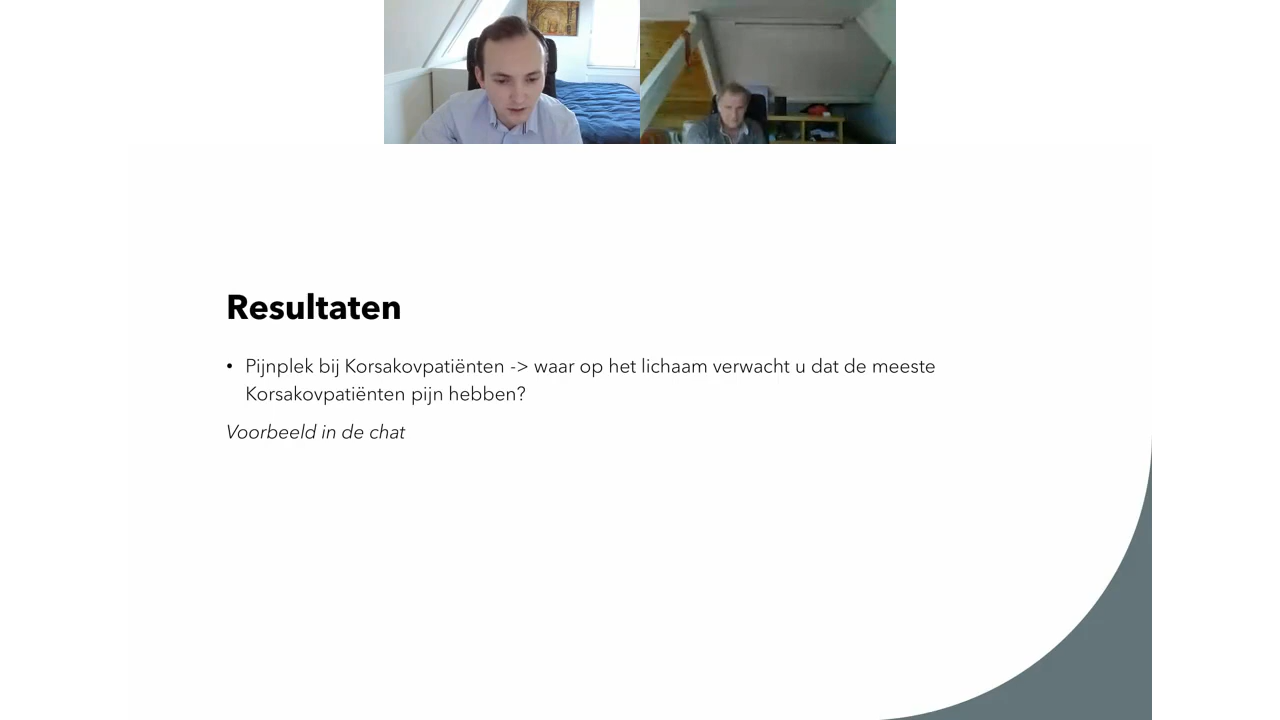 Resultaten
• Pijnplek bij Korsakovpatiënten -> waar op het lichaam verwacht u dat de meeste
Korsakovpatiënten pijn hebben?
Voorbeeld in de chat